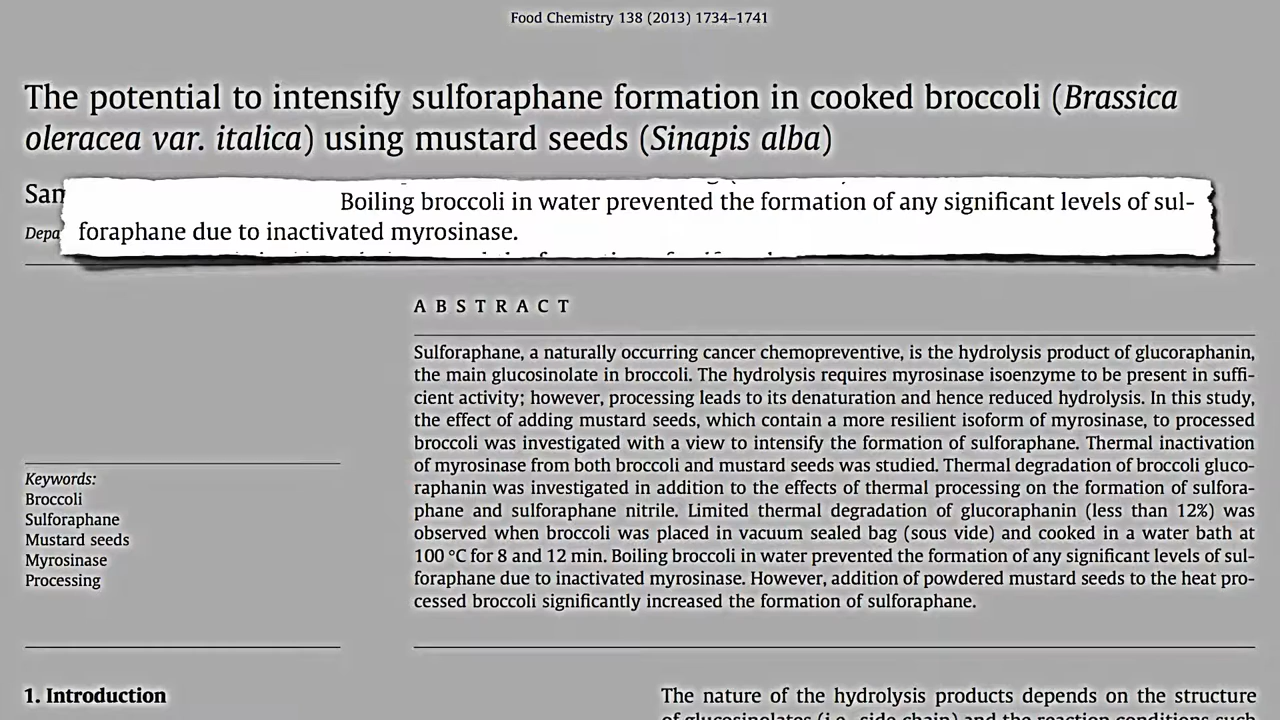 Food Chemistry 138 (2013) 1734–1741
The potential to intensify sulforaphane formation in cooked broccoli (Brassica
oleracea var. italica) using mustard seeds (Sinapis alba)
Boiling broccoli in water prevented the formation of any significant levels of sul-
foraphane due to inactivated myrosinase.
ABSTRACT
Sulforaphane, a naturally occurring cancer chemopreventive, is the hydrolysis product of glucoraphanin,
the main glucosinolate in broccoli. The hydrolysis requires myrosinase isoenzyme to be present in suffi-
cient activity; however, processing leads to its denaturation and hence reduced hydrolysis. In this study,
the effect of adding mustard seeds, which contain a more resilient isoform of myrosinase, to processed
broccoli was investigated with a view to intensify the formation of sulforaphane. Thermal inactivation
of myrosinase from both broccoli and mustard seeds was studied. Thermal degradation of broccoli gluco-
raphanin was investigated in addition to the effects of thermal processing on the formation of sulfora-
phane and sulforaphane nitrile. Limited thermal degradation of glucoraphanin (less than 12%) was
observed when broccoli was placed in vacuum sealed bag (sous vide) and cooked in a water bath at
100 °C for 8 and 12 min. Boiling broccoli in water prevented the formation of any significant levels of sul-
foraphane due to inactivated myrosinase. However, addition of powdered mustard seeds to the heat pro-
cessed broccoli significantly increased the formation of sulforaphane.
Keywords:
Broccoli
Sulforaphane
Mustard seeds
Myrosinase
Processing
1. Introduction
The nature of the hydrolysis products depends on the structure
of glucosinolates (i.e., side chain) and the reaction conditions such